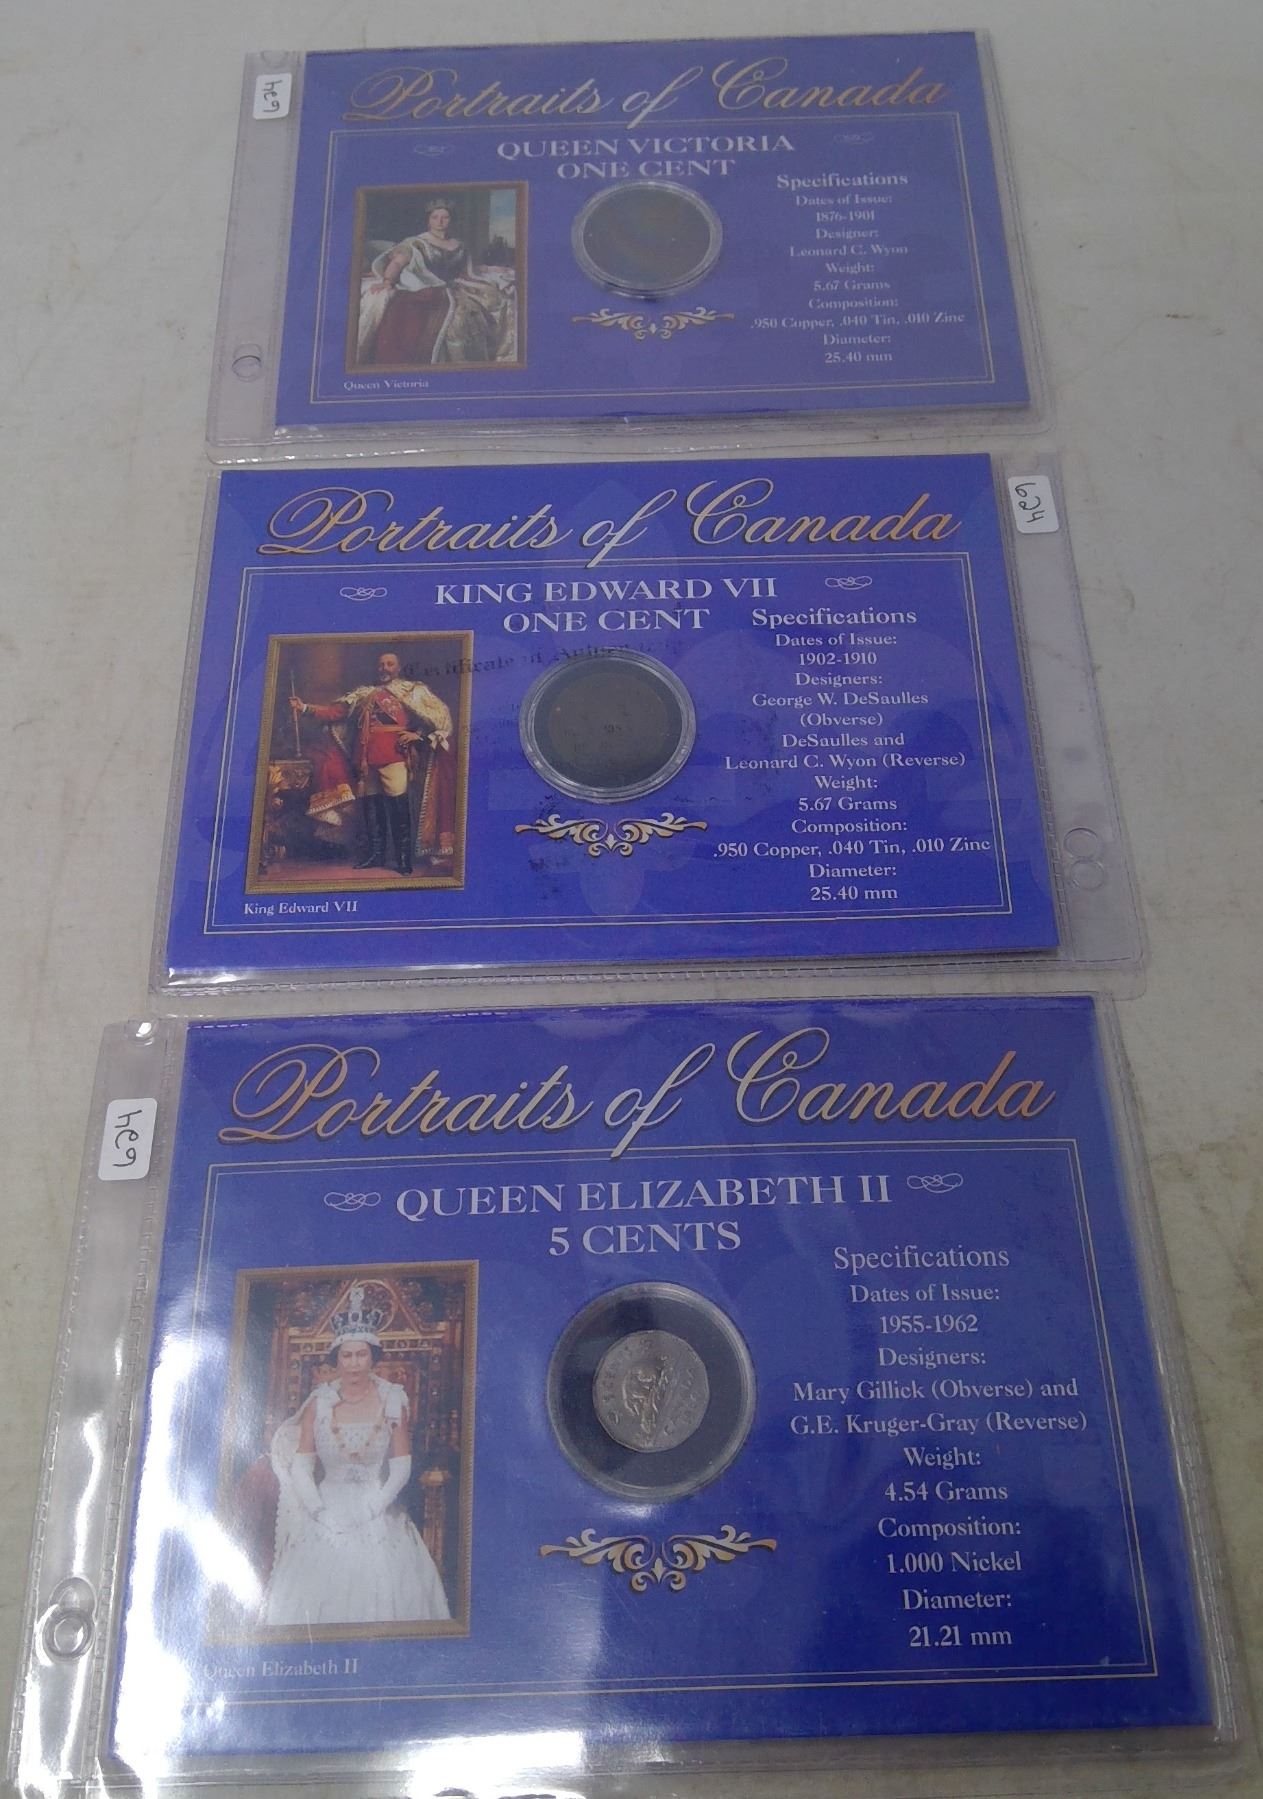 624
Portraits of Canada
QUEEN VICTORIA
ONE CENT
Specifications
Dates of Issue:
1876-1901
Designer:
Leonard C. Wyon
Weight:
5.67 Grams
Composition:
.950 Copper, .040 Tin, .010 Zinc
Diameter:
25.40 mm
Queen Victoria
624
Portraits of Canada
KING EDWARD VII
ONE CENT
Specifications
Dates of Issue:
1902-1910
Designers:
George W. DeSaulles
(Obverse)
DeSaulles and
Leonard C. Wyon (Reverse)
Weight:
5.67 Grams
Composition:
.950 Copper, .040 Tin, .010 Zinc
Diameter:
25.40 mm
King Edward VII
624
Portraits of Canada
QUEEN ELIZABETH II
5 CENTS
Specifications
Dates of Issue:
1955-1962
Designers:
Mary Gillick (Obverse) and
G.E. Kruger-Gray (Reverse)
Weight:
4.54 Grams
Composition:
1.000 Nickel
Diameter:
21.21 mm
Queen Elizabeth II